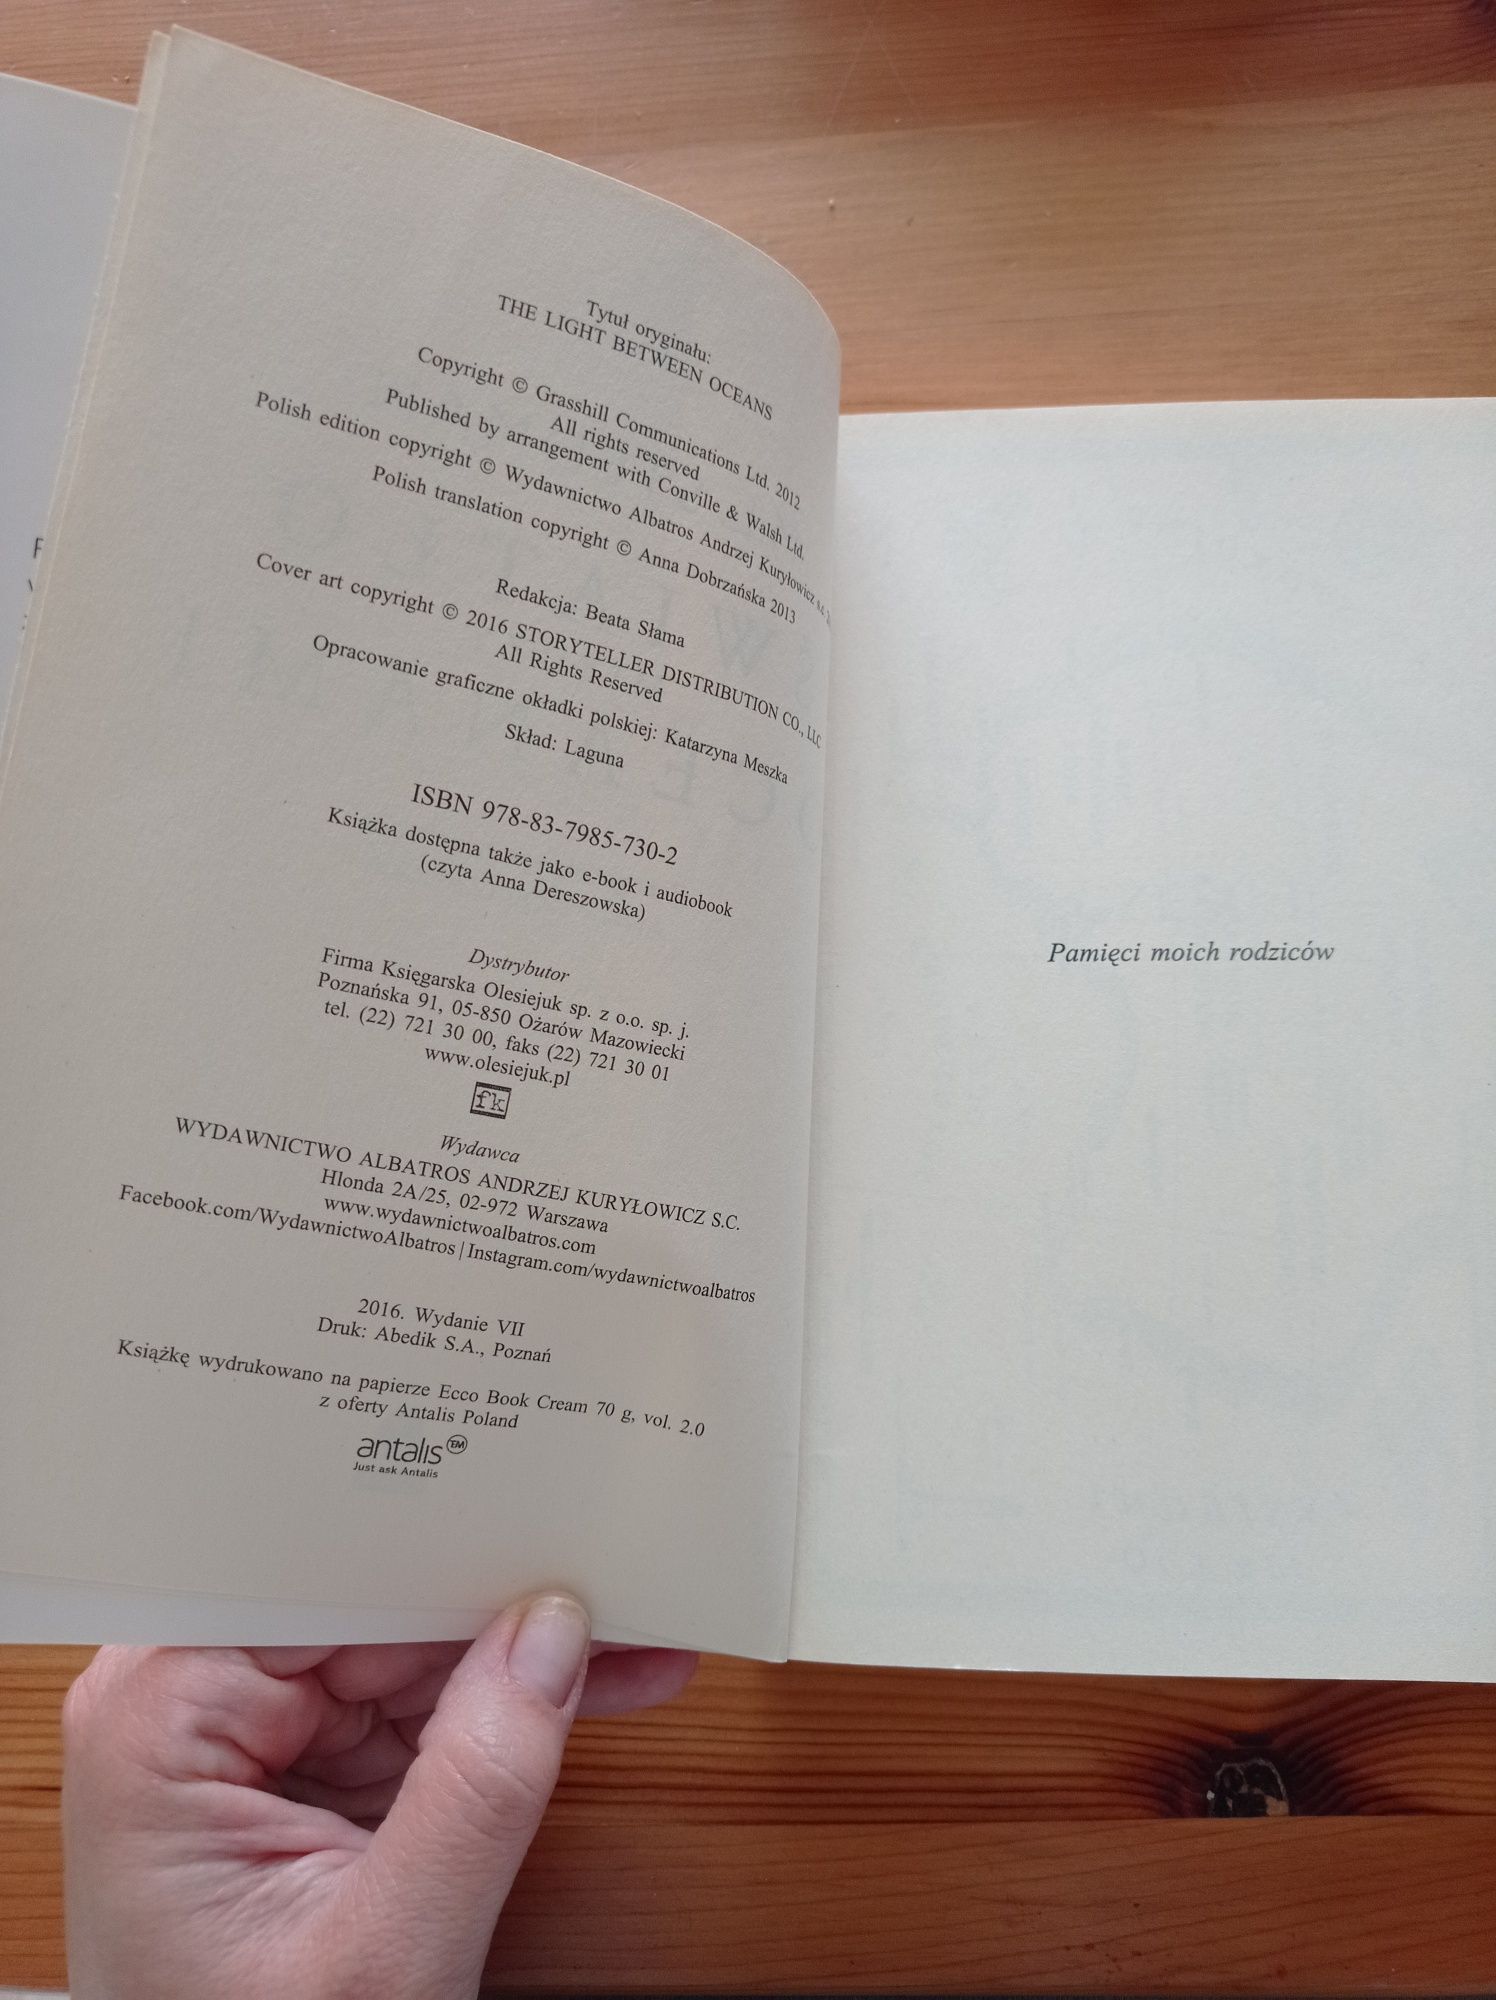 Tytuł oryginału:
THE LIGHT BETWEEN OCEANS
Copyright © Grasshill Communications Ltd. 2012
All rights reserved
Published by arrangement with Conville & Walsh Ltd.
Polish edition copyright © Wydawnictwo Albatros Andrzej Kuryłowicz s.c.
Polish translation copyright © Anna Dobrzańska 2013
Redakcja: Beata Słama
Cover art copyright © 2016 STORYTELLER DISTRIBUTION CO., LLC
All Rights Reserved
Opracowanie graficzne okładki polskiej: Katarzyna Meszka
Skład: Laguna
ISBN 978-83-7985-730-2
Książka dostępna także jako e-book i audiobook
(czyta Anna Dereszowska)
Dystrybutor
Firma Księgarska Olesiejuk sp. z o.o. sp. j.
Poznańska 91, 05-850 Ożarów Mazowiecki
tel. (22) 721 30 00, faks (22) 721 30 01
www.olesiejuk.pl
fk
Wydawca
WYDAWNICTWO ALBATROS ANDRZEJ KURYŁOWICZ S.C.
Hlonda 2A/25, 02-972 Warszawa
www.wydawnictwoalbatros.com
Facebook.com/WydawnictwoAlbatros | Instagram.com/wydawnictwoalbatros
2016. Wydanie VII
Druk: Abedik S.A., Poznań
Książkę wydrukowano na papierze Ecco Book Cream 70 g, vol. 2.0
z oferty Antalis Poland
antalis TM
Just ask Antalis
Pamięci moich rodziców